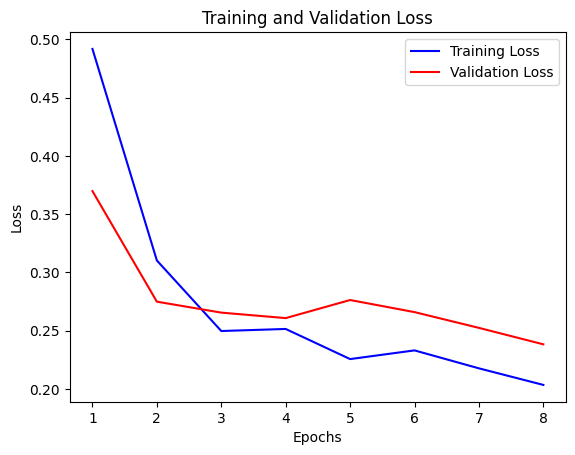 Training and Validation Loss
Training Loss
Validation Loss
0.50
0.45
0.40
0.35
0.30
0.25
0.20
Loss
1 2 3 4 5 6 7 8
Epochs